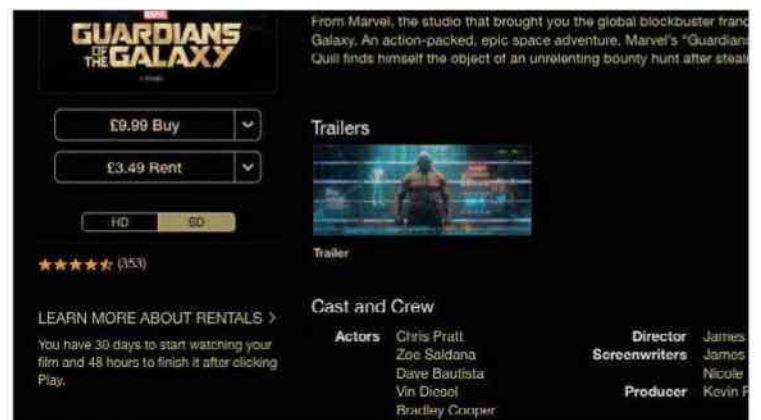 MARVEL
GUARDIANS
OF THE GALAXY
£9.99 Buy
£3.49 Rent
HD SD
(353)
LEARN MORE ABOUT RENTALS >
You have 30 days to start watching your
film and 48 hours to finish it after clicking
Play.
From Marvel, the studio that brought you the global blockbuster fran
Galaxy. An action-packed, epic space adventure, Marvel's "Guardian
Quill finds himself the object of an unrelenting bounty hunt after steal
Trailers
Trailer
Cast and Crew
Actors Chris Pratt
Zoe Saldana
Dave Bautista
Vin Diesel
Bradley Cooper
Director James
Screenwriters James
Nicole
Producer Kevin F